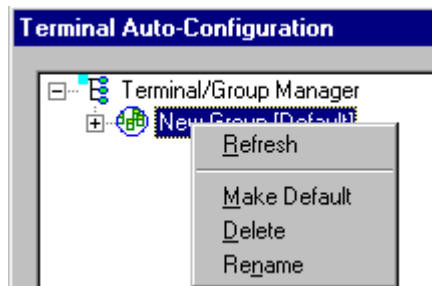 Terminal Auto-Configuration
Terminal/Group Manager
New Group [Default]
Refresh
Make Default
Delete
Rename